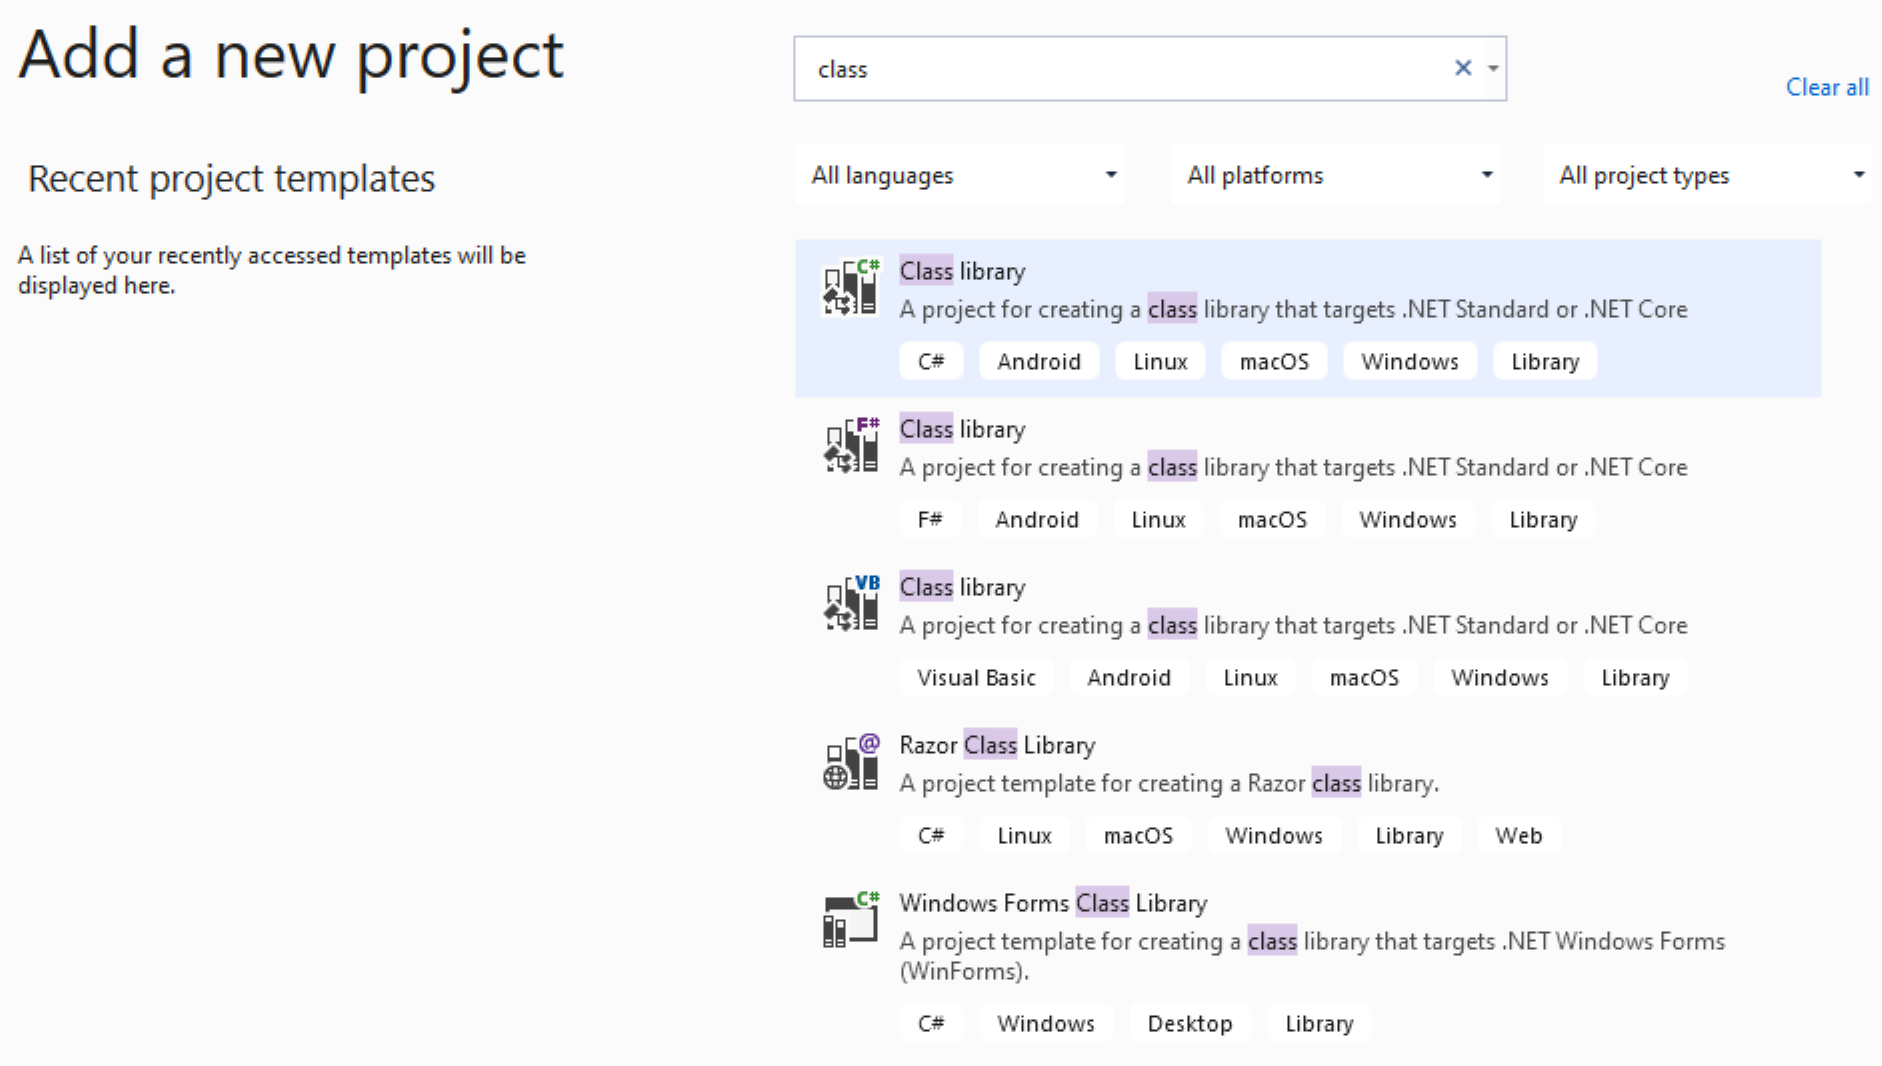 Add a new project
class
Clear all
Recent project templates
All languages
All platforms
All project types
A list of your recently accessed templates will be
displayed here.
C#
Class library
A project for creating a class library that targets .NET Standard or .NET Core
C# Android Linux macOS Windows Library
F#
Class library
A project for creating a class library that targets .NET Standard or .NET Core
F# Android Linux macOS Windows Library
VB
Class library
A project for creating a class library that targets .NET Standard or .NET Core
Visual Basic Android Linux macOS Windows Library
@
Razor Class Library
A project template for creating a Razor class library.
C# Linux macOS Windows Library Web
C#
Windows Forms Class Library
A project template for creating a class library that targets .NET Windows Forms
(WinForms).
C# Windows Desktop Library